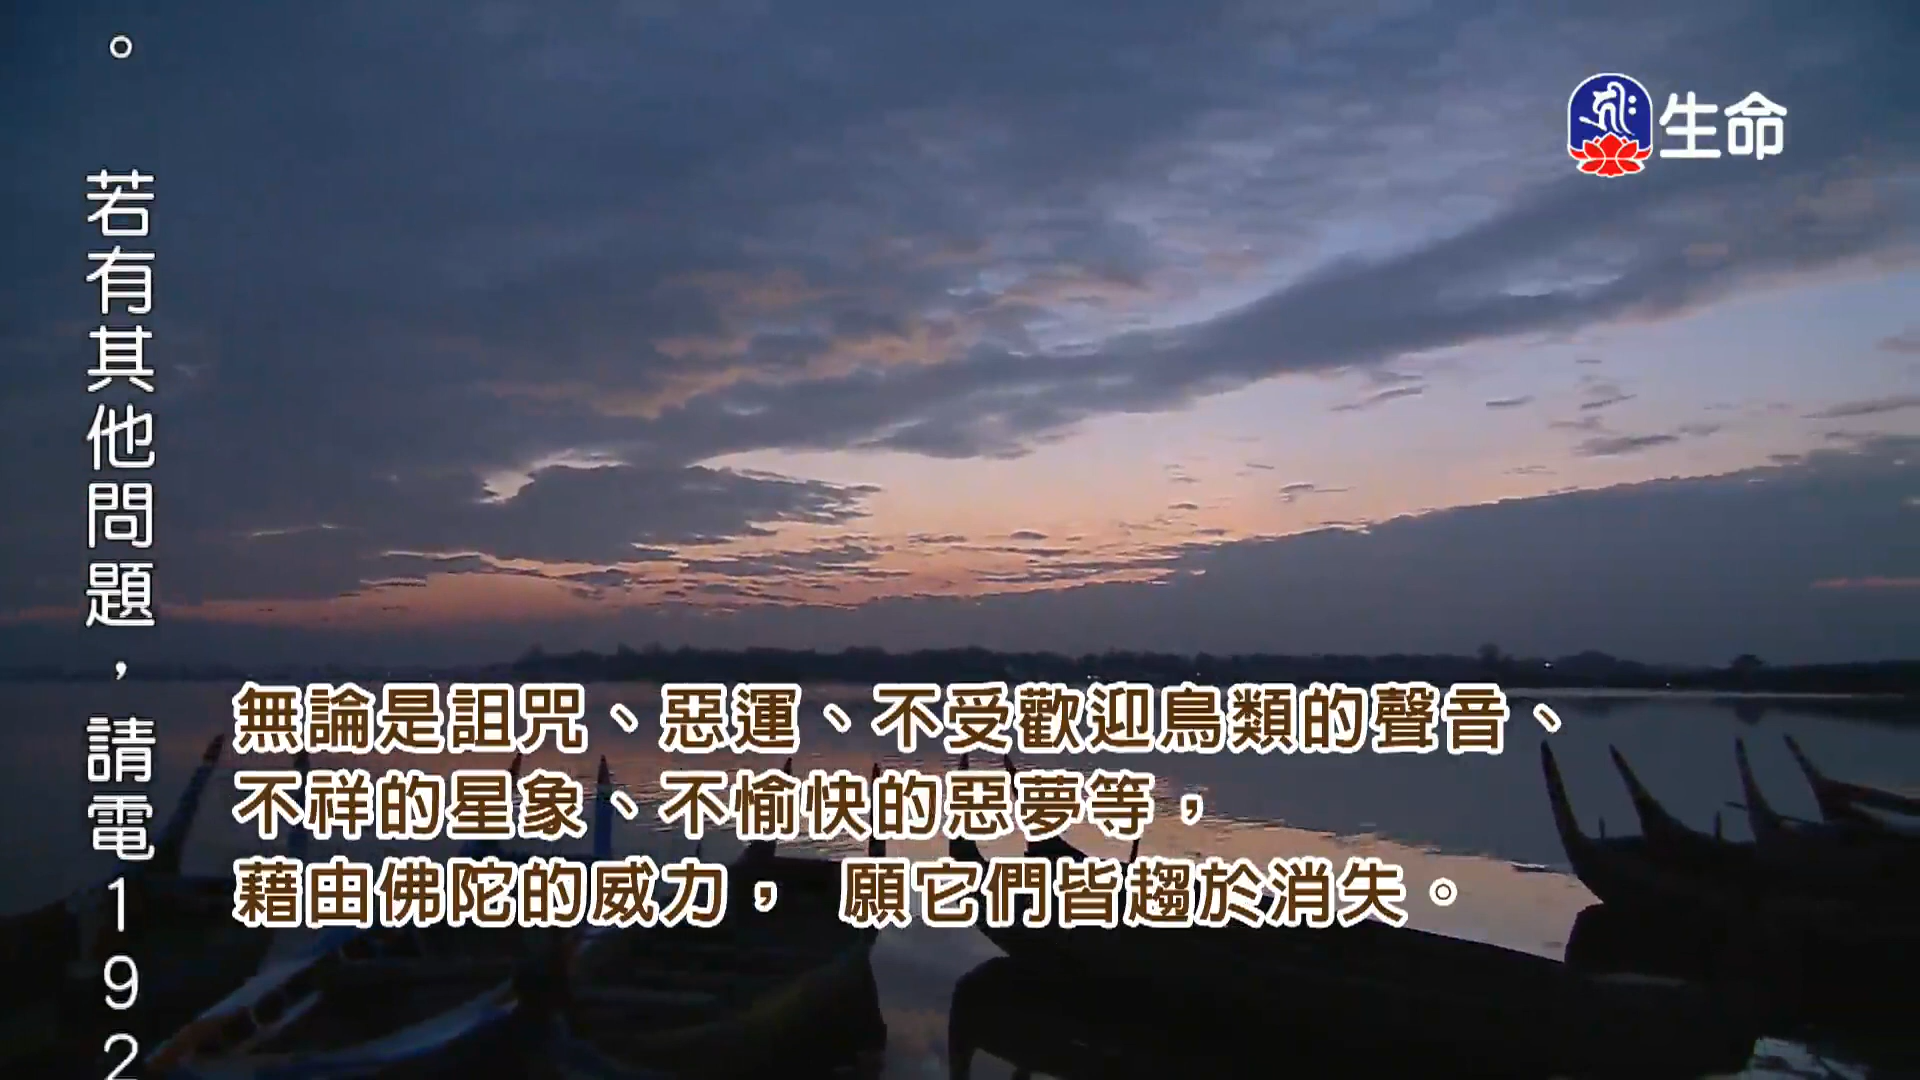 。若有其他問題，請電192
生命
無論是詛咒、惡運、不受歡迎鳥類的聲音、
不祥的星象、不愉快的惡夢等，
藉由佛陀的威力， 願它們皆趨於消失。